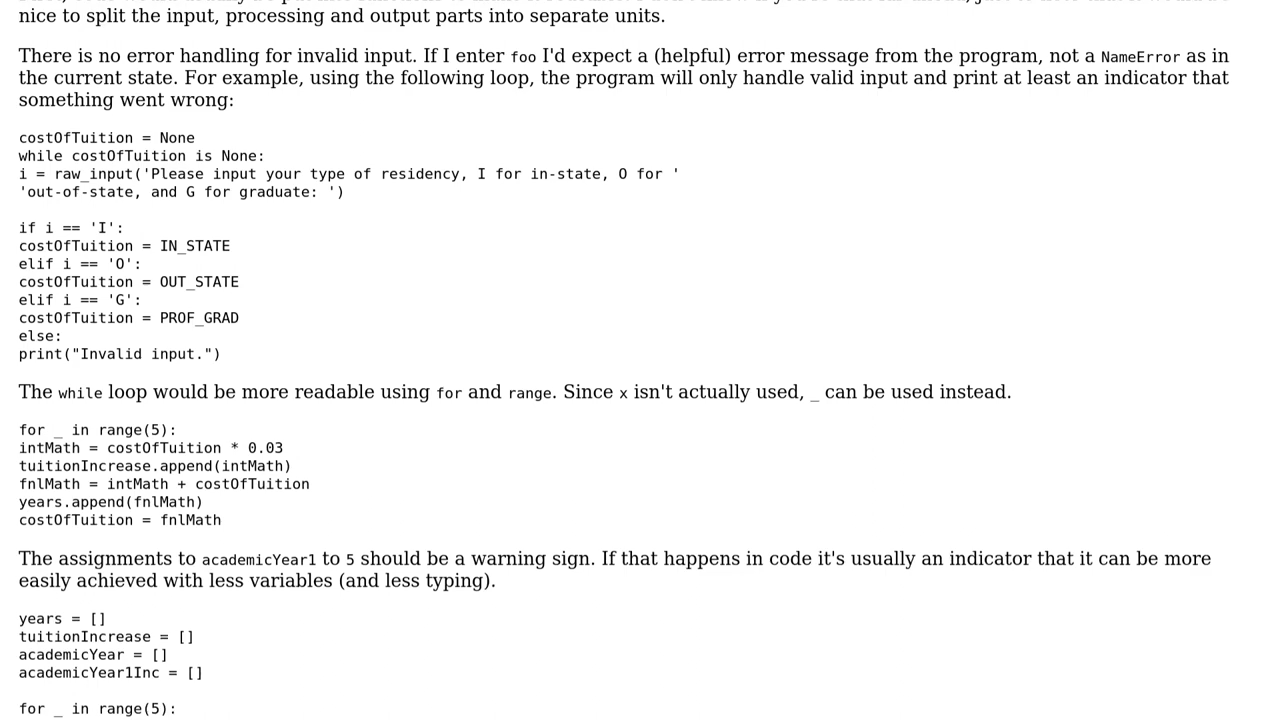 nice to split the input, processing and output parts into separate units.
There is no error handling for invalid input. If I enter foo I'd expect a (helpful) error message from the program, not a NameError as in
the current state. For example, using the following loop, the program will only handle valid input and print at least an indicator that
something went wrong:
costOfTuition = None
while costOfTuition is None:
i = raw_input('Please input your type of residency, I for in-state, O for '
'out-of-state, and G for graduate: ')
if i == 'I':
costOfTuition = IN_STATE
elif i == 'O':
costOfTuition = OUT_STATE
elif i == 'G':
costOfTuition = PROF_GRAD
else:
print("Invalid input.")
The while loop would be more readable using for and range. Since x isn't actually used, _ can be used instead.
for _ in range(5):
intMath = costOfTuition * 0.03
tuitionIncrease.append(intMath)
fnlMath = intMath + costOfTuition
years.append(fnlMath)
costOfTuition = fnlMath
The assignments to academicYear1 to 5 should be a warning sign. If that happens in code it's usually an indicator that it can be more
easily achieved with less variables (and less typing).
years = []
tuitionIncrease = []
academicYear = []
academicYear1Inc = []
for _ in range(5):